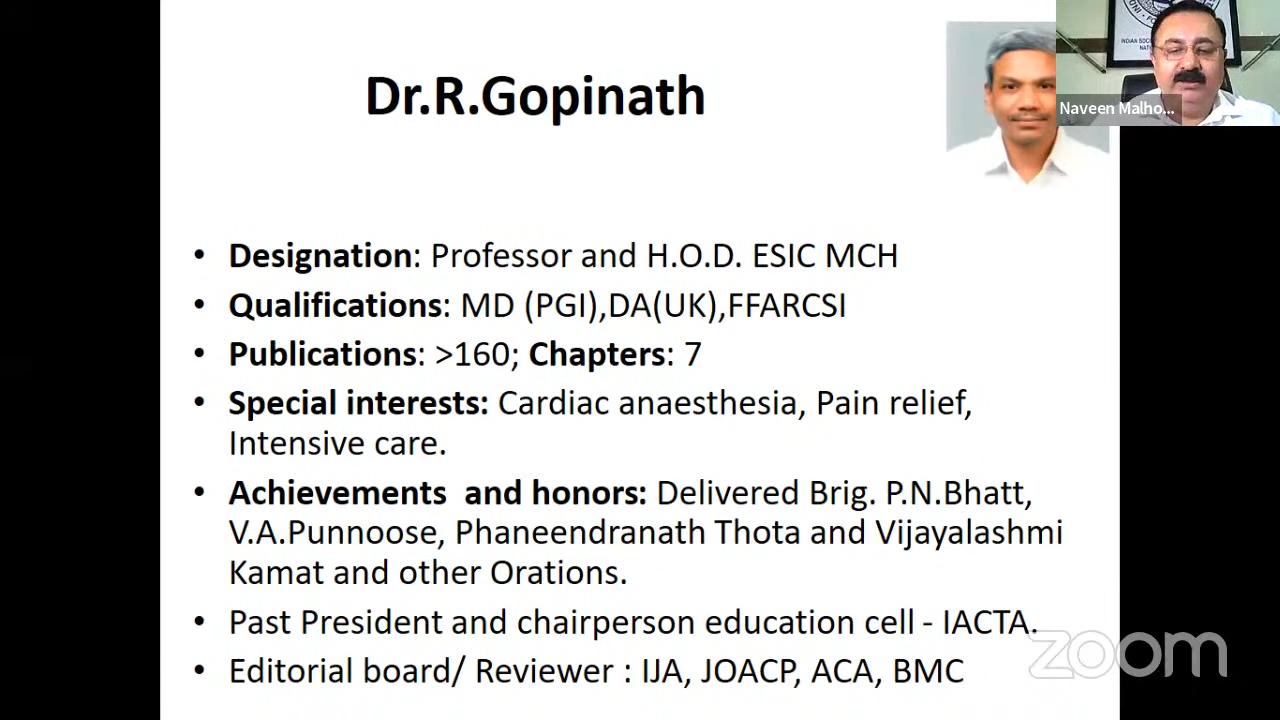 Dr.R.Gopinath
INDIAN SOC
NAT
Naveen Malho...
• Designation: Professor and H.O.D. ESIC MCH
• Qualifications: MD (PGI),DA(UK),FFARCSI
• Publications: >160; Chapters: 7
• Special interests: Cardiac anaesthesia, Pain relief,
Intensive care.
• Achievements and honors: Delivered Brig. P.N.Bhatt,
V.A.Punnoose, Phaneendranath Thota and Vijayalashmi
Kamat and other Orations.
• Past President and chairperson education cell - IACTA.
• Editorial board/ Reviewer : IJA, JOACP, ACA, BMC
zoom